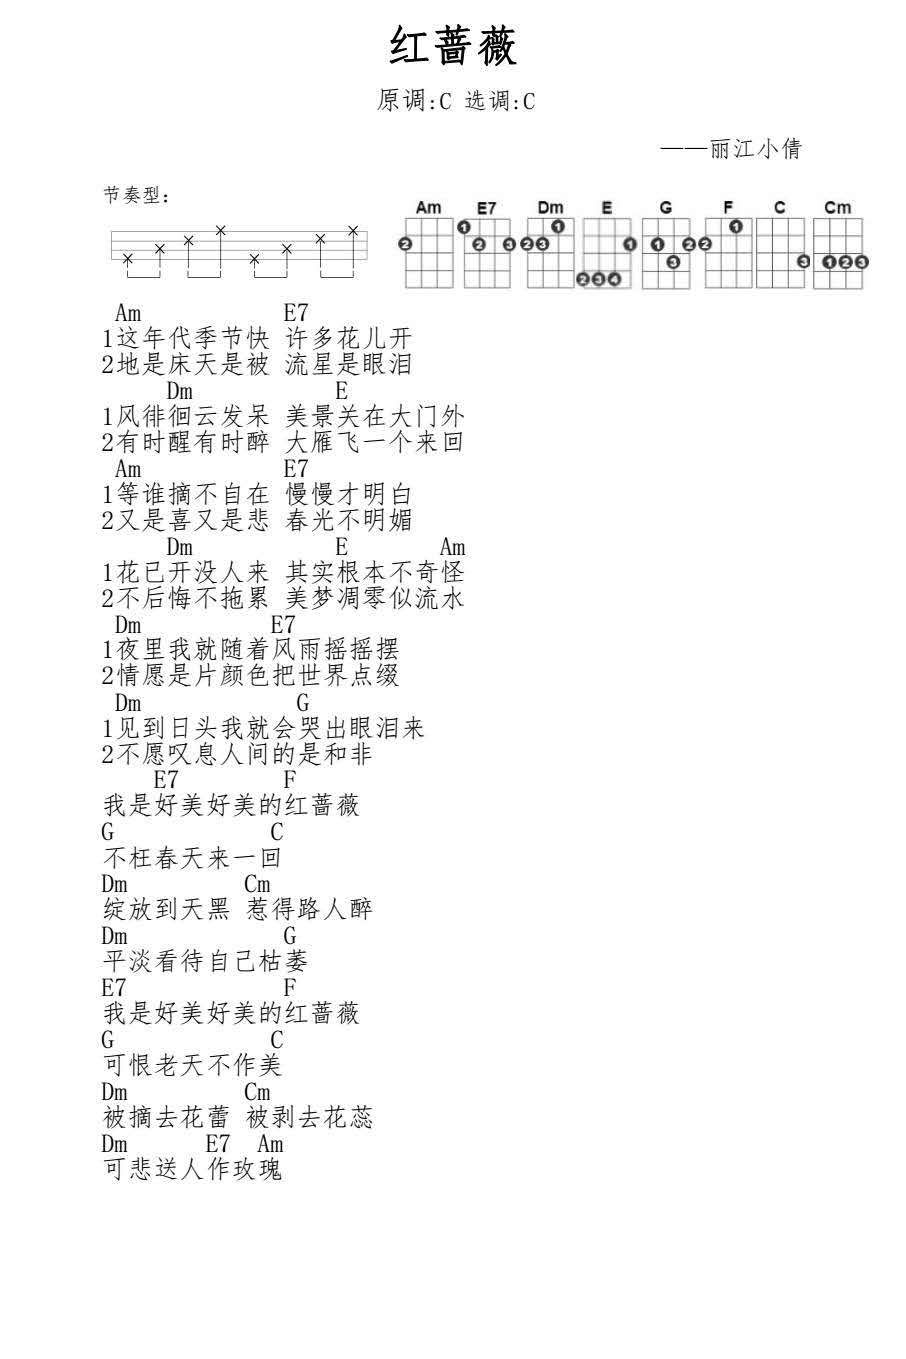 红蔷薇
原调:C 选调:C
——丽江小倩
节奏型:
Am E7 Dm E G F C Cm
1 2 1 2 3 2 3 1 2 3 4 1 1 2 3 2 1 3 1 2 3
Am E7
1这年代季节快 许多花儿开
2地是床天是被 流星是眼泪
Dm E
1风徘徊云发呆 美景关在大门外
2有时醒有时醉 大雁飞一个来回
Am E7
1等谁摘不自在 慢慢才明白
2又是喜又是悲 春光不明媚
Dm E Am
1花己开没人来 其实根本不奇怪
2不后悔不拖累 美梦凋零似流水
Dm E7
1夜里我就随着风雨摇摇摆
2情愿是片颜色把世界点缀
Dm G
1见到日头我就会哭出眼泪来
2不愿叹息人间的是和非
E7 F
我是好美好美的红蔷薇
G C
不枉春天来一回
Dm Cm
绽放到天黑 惹得路人醉
Dm G
平淡看待自己枯萎
E7 F
我是好美好美的红蔷薇
G C
可恨老天不作美
Dm Cm
被摘去花蕾 被剥去花蕊
Dm E7 Am
可悲送人作玫瑰